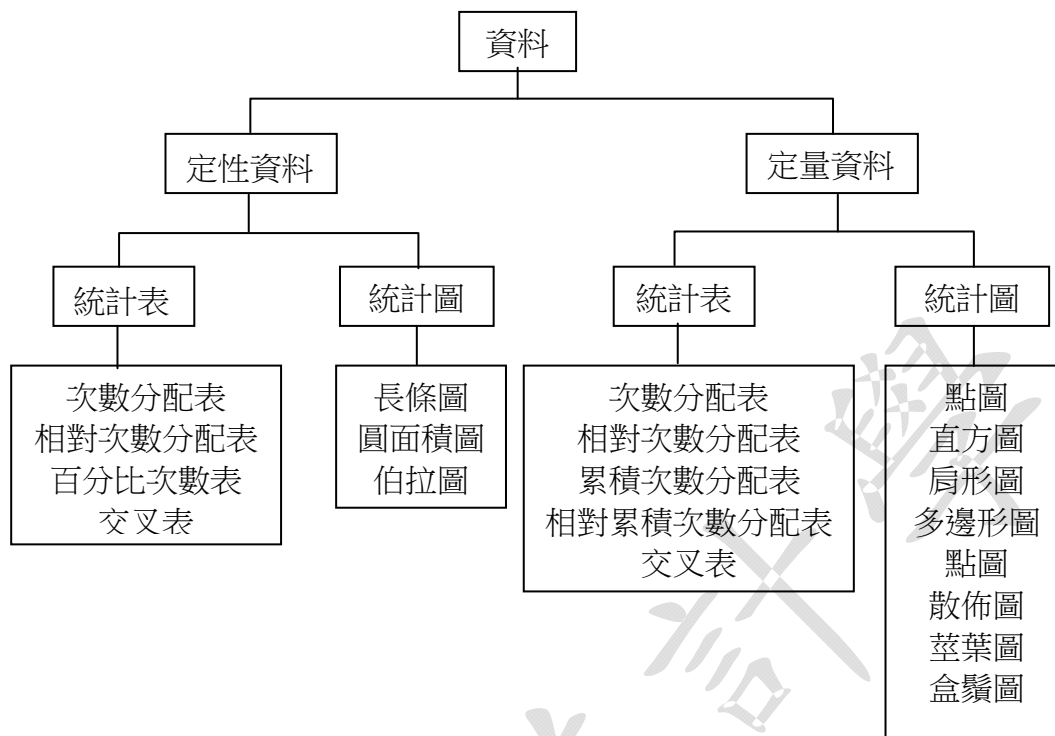 資料
定性資料
定量資料
統計表
統計圖
統計表
統計圖
次數分配表
相對次數分配表
百分比次數表
交叉表
長條圖
圓面積圖
伯拉圖
次數分配表
相對次數分配表
累積次數分配表
相對累積次數分配表
交叉表
點圖
直方圖
肩形圖
多邊形圖
點圖
散佈圖
莖葉圖
盒鬚圖
計學